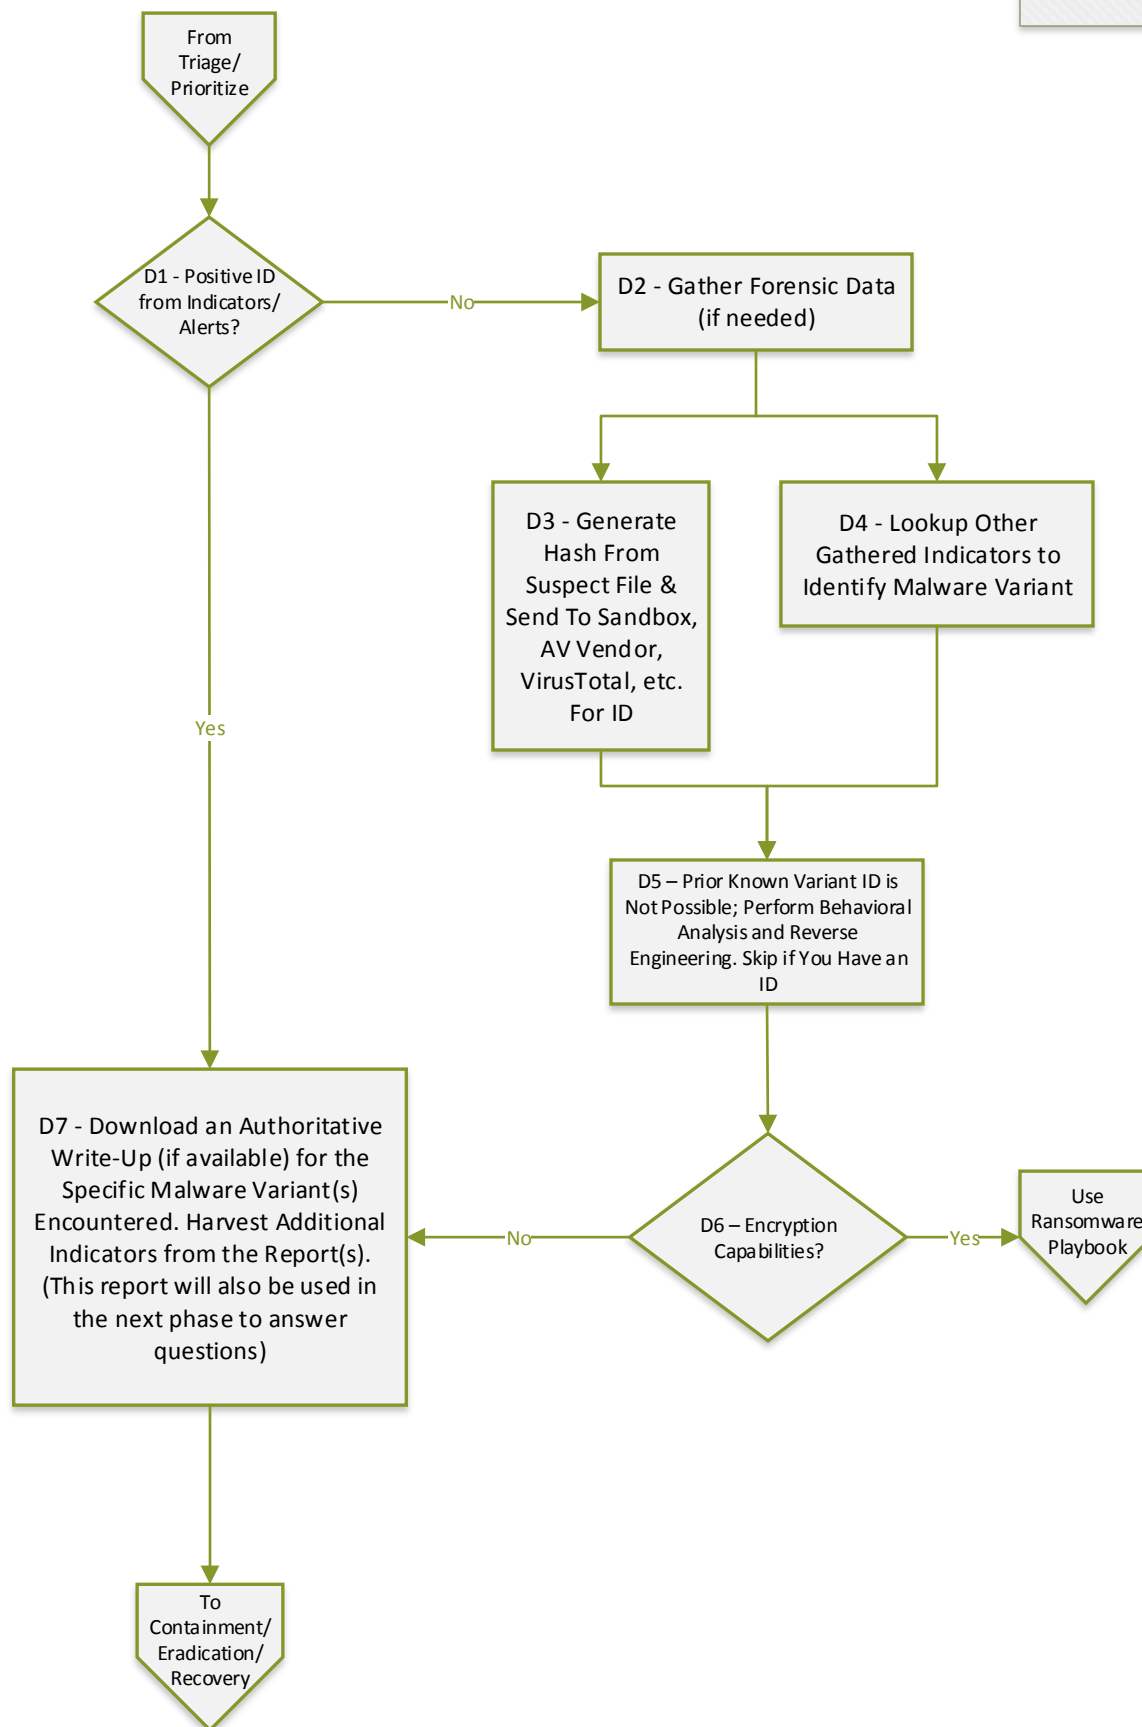 From
Triage/
Prioritize
D1 - Positive ID
from Indicators/
Alerts?
No
D2 - Gather Forensic Data
(if needed)
D3 - Generate
Hash From
Suspect File &
Send To Sandbox,
AV Vendor,
VirusTotal, etc.
For ID
D4 - Lookup Other
Gathered Indicators to
Identify Malware Variant
Yes
D5 – Prior Known Variant ID is
Not Possible; Perform Behavioral
Analysis and Reverse
Engineering. Skip if You Have an
ID
D7 - Download an Authoritative
Write-Up (if available) for the
Specific Malware Variant(s)
Encountered. Harvest Additional
Indicators from the Report(s).
(This report will also be used in
the next phase to answer
questions)
No
D6 – Encryption
Capabilities?
Yes
Use
Ransomware
Playbook
To
Containment/
Eradication/
Recovery